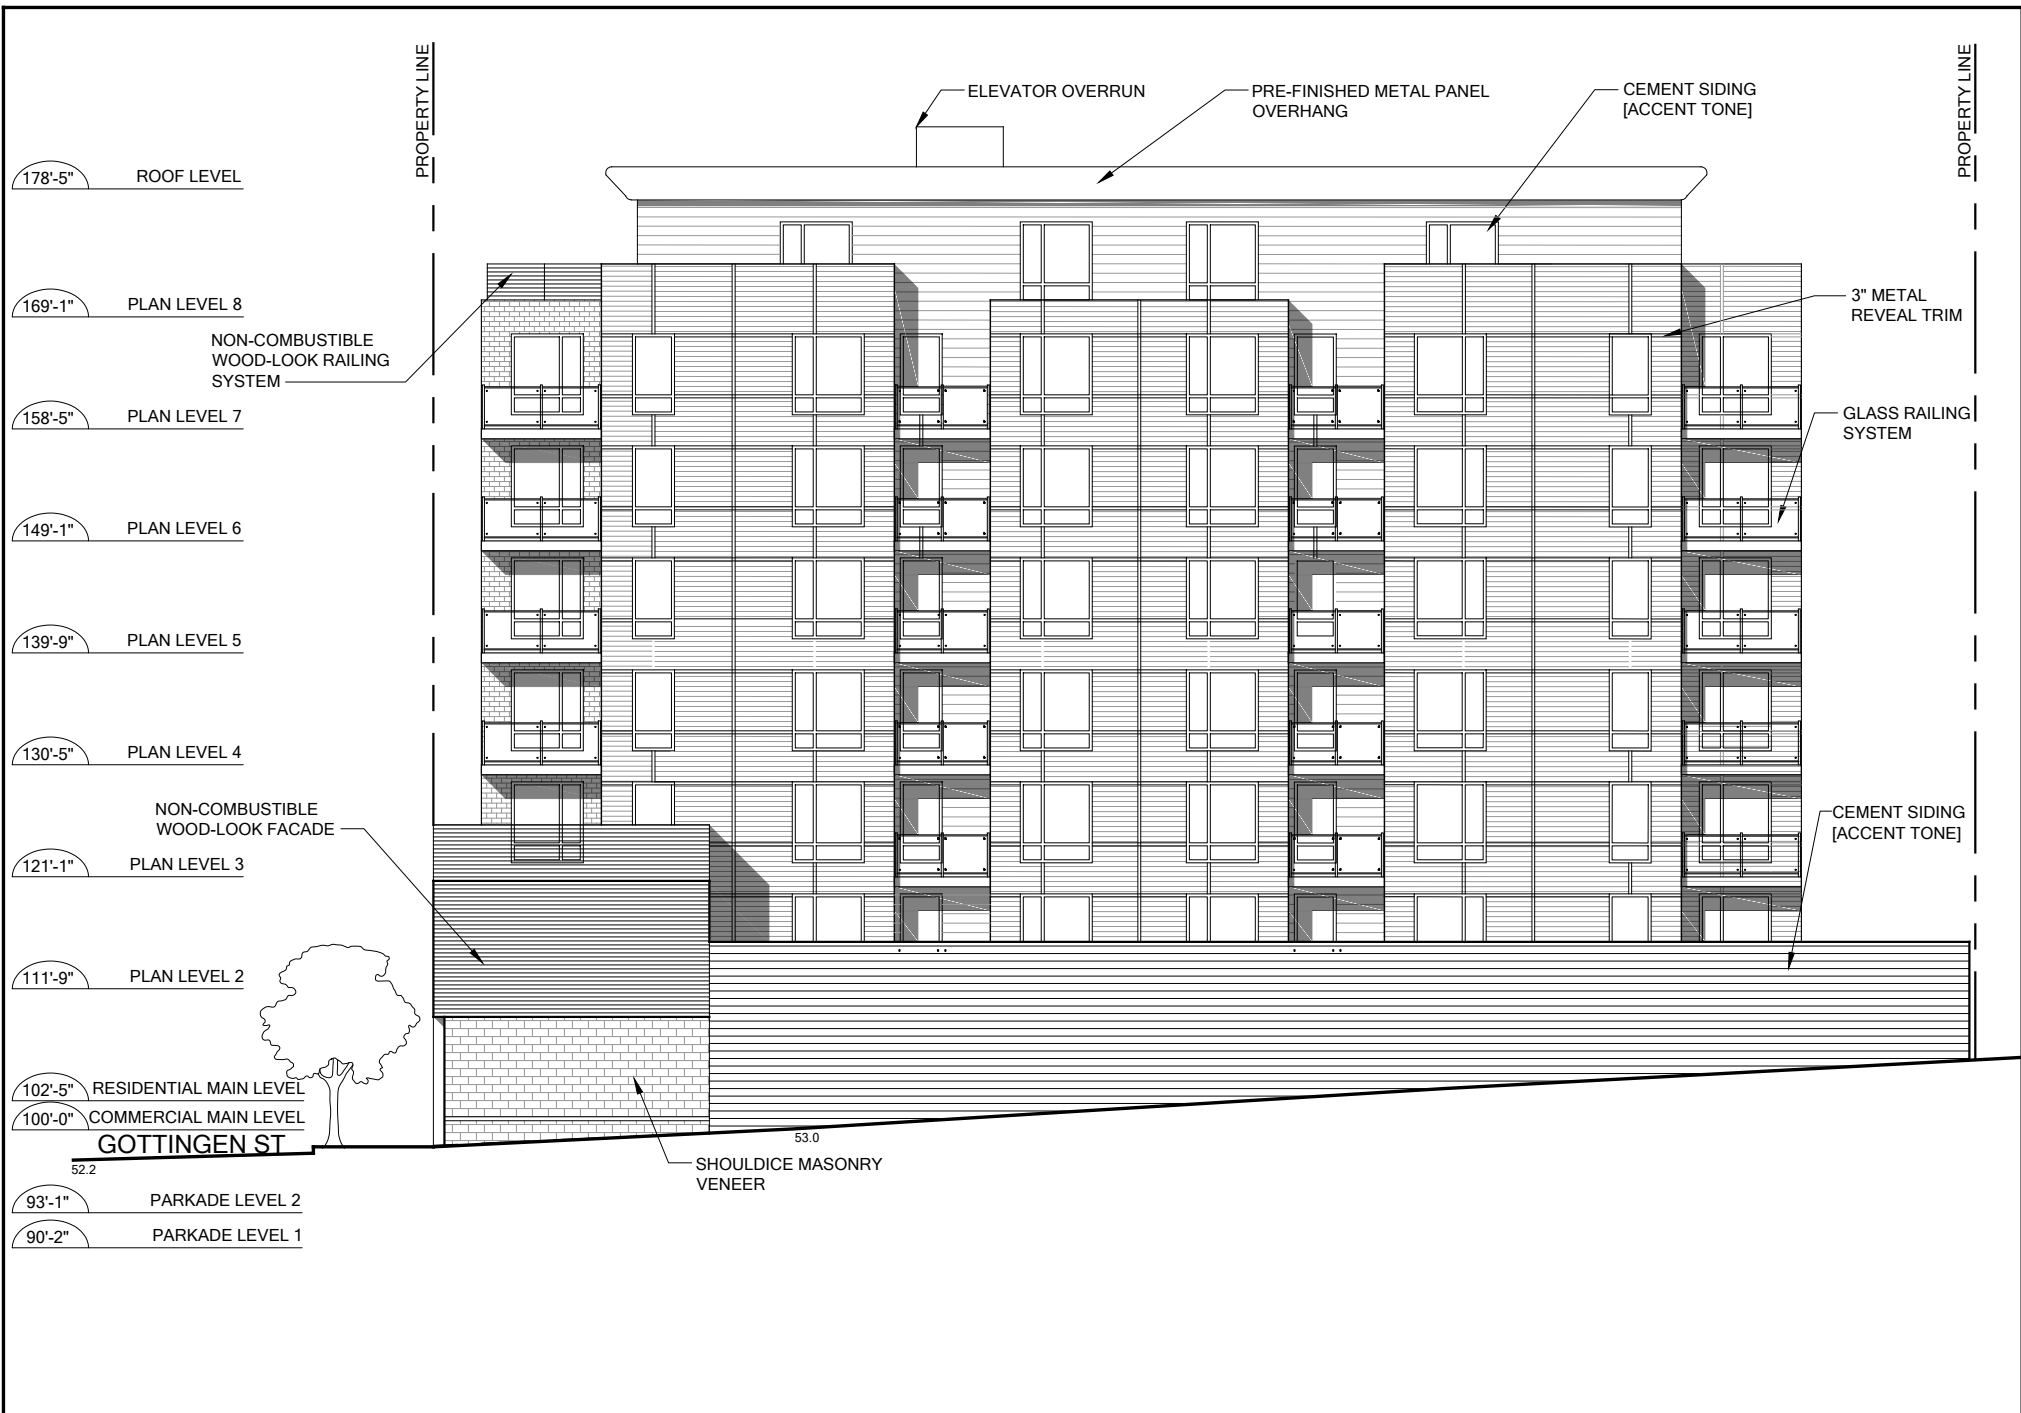 PROPERTY LINE
PROPERTY LINE
ELEVATOR OVERRUN
PRE-FINISHED METAL PANEL
OVERHANG
CEMENT SIDING
[ACCENT TONE]
178'-5" ROOF LEVEL
169'-1" PLAN LEVEL 8
3" METAL
REVEAL TRIM
NON-COMBUSTIBLE
WOOD-LOOK RAILING
SYSTEM
158'-5" PLAN LEVEL 7
GLASS RAILING
SYSTEM
149'-1" PLAN LEVEL 6
139'-9" PLAN LEVEL 5
130'-5" PLAN LEVEL 4
NON-COMBUSTIBLE
WOOD-LOOK FACADE
CEMENT SIDING
[ACCENT TONE]
121'-1" PLAN LEVEL 3
111'-9" PLAN LEVEL 2
102'-5" RESIDENTIAL MAIN LEVEL
100'-0" COMMERCIAL MAIN LEVEL
GOTTINGEN ST
52.2
53.0
SHOULDICE MASONRY
VENEER
93'-1" PARKADE LEVEL 2
90'-2" PARKADE LEVEL 1